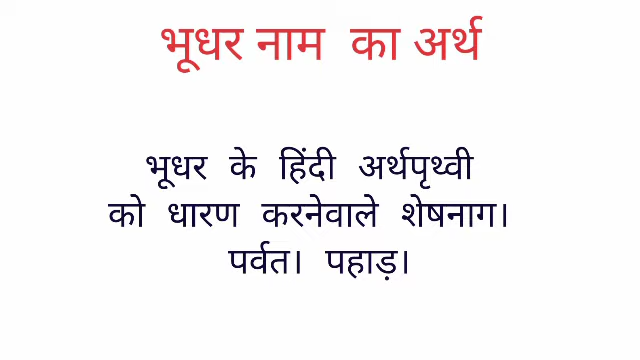 भूधर नाम का अर्थ
भूधर के हिंदी अर्थपृथ्वी
को धारण करनेवाले शेषनाग।
पर्वत। पहाड़।